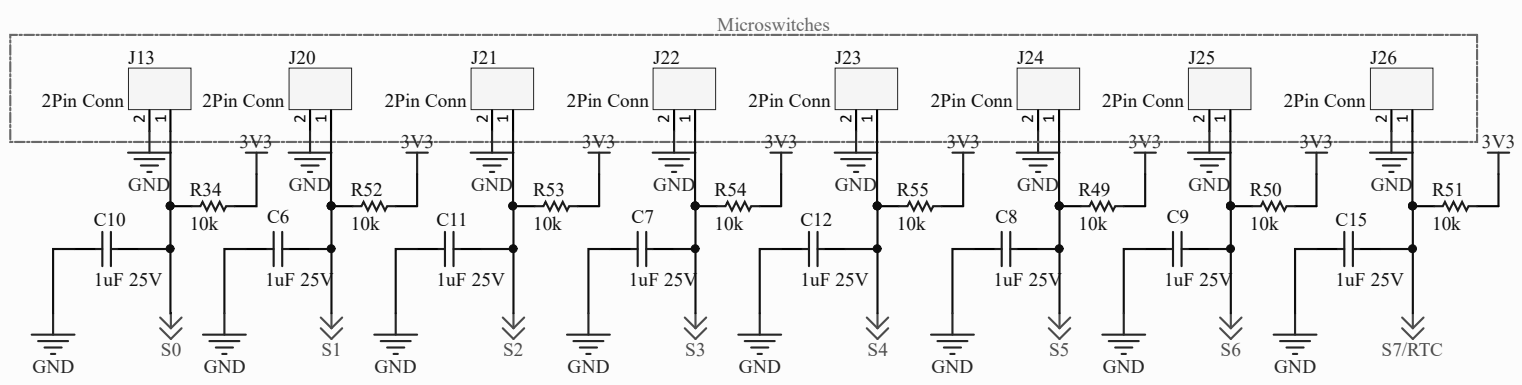 Microswitches
J13 J20 J21 J22 J23 J24 J25 J26
2Pin Conn 2Pin Conn 2Pin Conn 2Pin Conn 2Pin Conn 2Pin Conn 2Pin Conn 2Pin Conn
2 1 2 1 2 1 2 1 2 1 2 1 2 1 2 1
3V3 3V3 3V3 3V3 3V3 3V3 3V3 3V3
GND GND GND GND GND GND GND GND
R34 R52 R53 R54 R55 R49 R50 R51
C10 10k C6 10k C11 10k C7 10k C12 10k C8 10k C9 10k C15 10k
1uF 25V 1uF 25V 1uF 25V 1uF 25V 1uF 25V 1uF 25V 1uF 25V 1uF 25V
S0 S1 S2 S3 S4 S5 S6 S7/RTC
GND GND GND GND GND GND GND GND